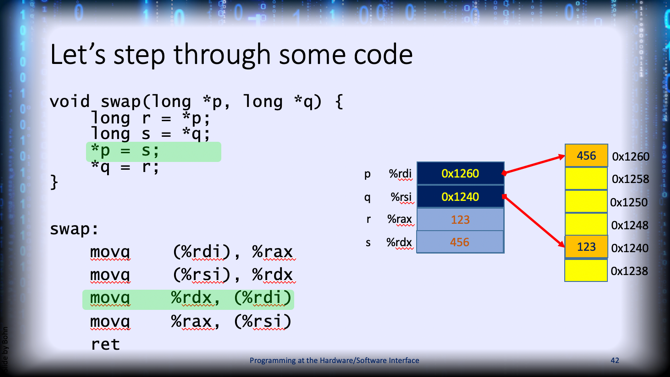 Let's step through some code
void swap(long *p, long *q) {
long r = *p;
long s = *q;
*p = s;
*q = r;
}
swap:
movq (%rdi), %rax
movq (%rsi), %rdx
movq %rdx, (%rdi)
movq %rax, (%rsi)
ret
p %rdi 0x1260
q %rsi 0x1240
r %rax 123
s %rdx 456
456 0x1260
0x1258
0x1250
0x1248
123 0x1240
0x1238
Programming at the Hardware/Software Interface
42